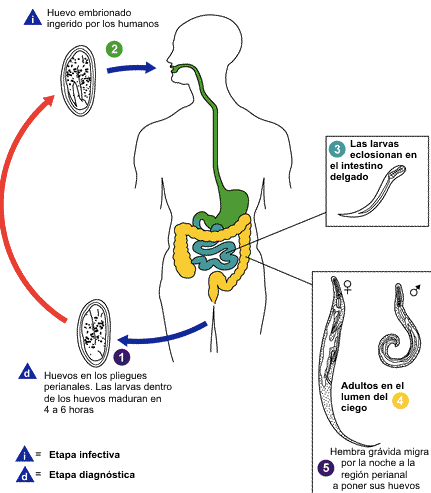 i
Huevo embrionado
ingerido por los humanos
2
3 Las larvas
eclosionan en
el intestino
delgado
♀
♂
Adultos en el
lumen del
ciego
4
Hembra grávida migra
5 por la noche a la
región perianal
a poner sus huevos
1
d
Huevos en los pliegues
perianales. Las larvas dentro
de los huevos maduran en
4 a 6 horas
i = Etapa infectiva
d = Etapa diagnóstica